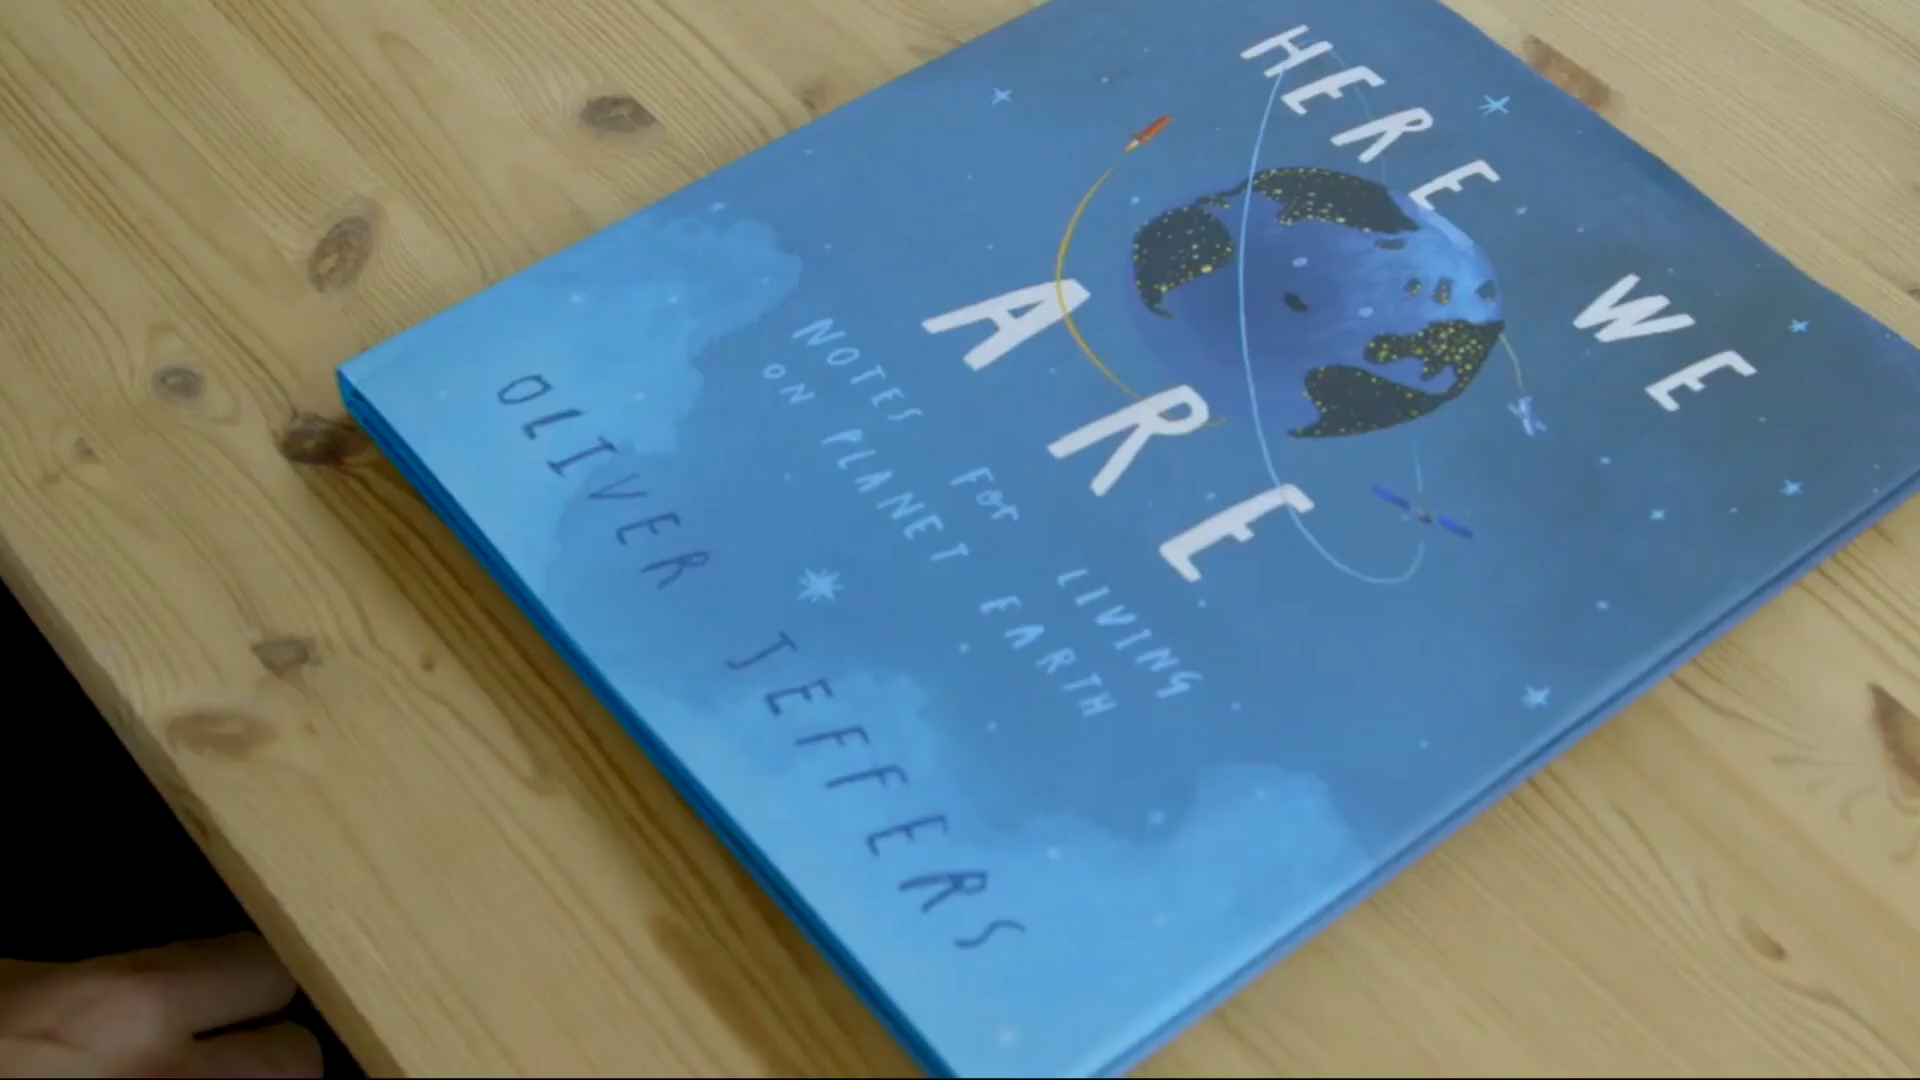 HERE WE
ARE
NOTES FOR LIVING
ON PLANET EARTH
OLIVER JEFFERS